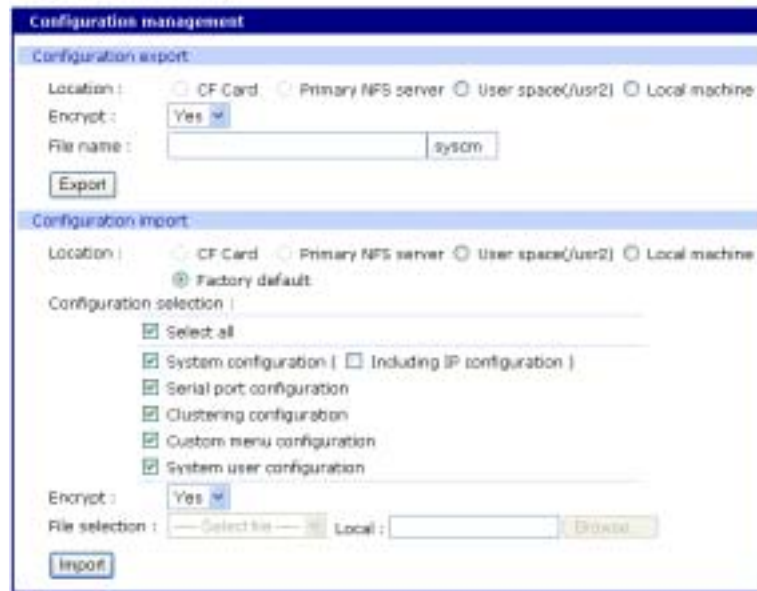 Configuration management
Configuration export
Location : CF Card Primary NFS server User space(/usr2) Local machine
Encrypt : Yes
File name : syscm
Export
Configuration import
Location : CF Card Primary NFS server User space(/usr2) Local machine
Factory default
Configuration selection :
Select all
System configuration ( Including IP configuration )
Serial port configuration
Clustering configuration
Custom menu configuration
System user configuration
Encrypt : Yes
File selection : ---- Select file ---- Local : Browse...
Import